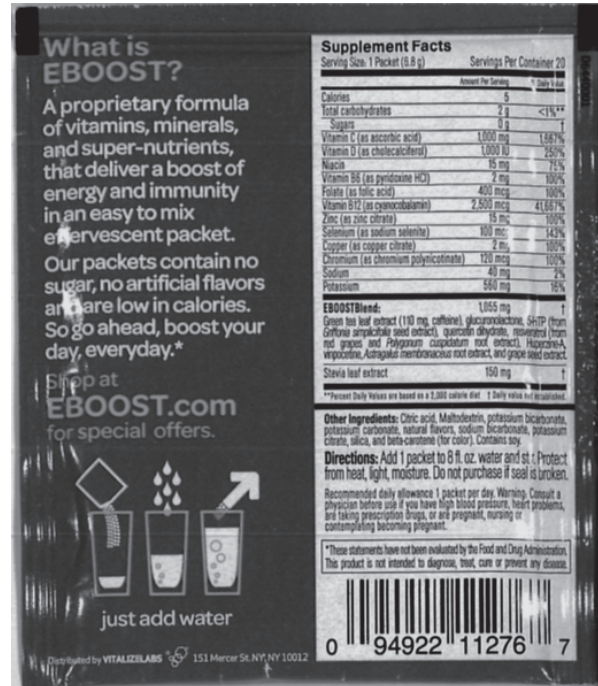 What is
EBOOST?
A proprietary formula
of vitamins, minerals,
and super-nutrients,
that deliver a boost of
energy and immunity
in an easy to mix
effervescent packet.
Our packets contain no
sugar, no artificial flavors
and are low in calories.
So go ahead, boost your
day, everyday.*
Shop at
EBOOST.com
for special offers.
just add water
Distributed by VITALIZELABS 151 Mercer St. NY, NY 10012
Supplement Facts
Serving Size: 1 Packet (6.8 g) Servings Per Container 20
Amount Per Serving % Daily Value
Calories 5
Total carbohydrates 2 g <1%**
Sugars 0 g †
Vitamin C (as ascorbic acid) 1,000 mg 1,667%
Vitamin D (as cholecalciferol) 1,000 IU 250%
Niacin 15 mg 75%
Vitamin B6 (as pyridoxine HCl) 2 mg 100%
Folate (as folic acid) 400 mcg 100%
Vitamin B12 (as cyanocobalamin) 2,500 mcg 41,667%
Zinc (as zinc citrate) 15 mg 100%
Selenium (as sodium selenite) 100 mcg 143%
Copper (as copper citrate) 2 mg 100%
Chromium (as chromium polynicotinate) 120 mcg 100%
Sodium 40 mg 2%
Potassium 560 mg 16%
EBOOSTBlend: 1,055 mg †
Green tea leaf extract (110 mg, caffeine), glucuronolactone, 5HTP (from
Griffonia simplicifolia seed extract), quercetin dihydrate, resveratrol (from
red grapes and Polygonum cuspidatum root extract), Huperzine-A,
vinpocetine, Astragalus membranaceus root extract, and grape seed extract.
Stevia leaf extract 150 mg †
**Percent Daily Values are based on a 2,000 calorie diet † Daily value not established.
Other Ingredients: Citric acid, Maltodextrin, potassium bicarbonate,
potassium carbonate, natural flavors, sodium bicarbonate, potassium
citrate, silica, and beta-carotene (for color). Contains soy.
Directions: Add 1 packet to 8 fl. oz. water and stir. Protect
from heat, light, moisture. Do not purchase if seal is broken.
Recommended daily allowance 1 packet per day. Warning: Consult a
physician before use if you have high blood pressure, heart problems,
are taking prescription drugs, or are pregnant, nursing or
contemplating becoming pregnant.
*These statements have not been evaluated by the Food and Drug Administration.
This product is not intended to diagnose, treat, cure or prevent any disease.
0 94922 11276 7